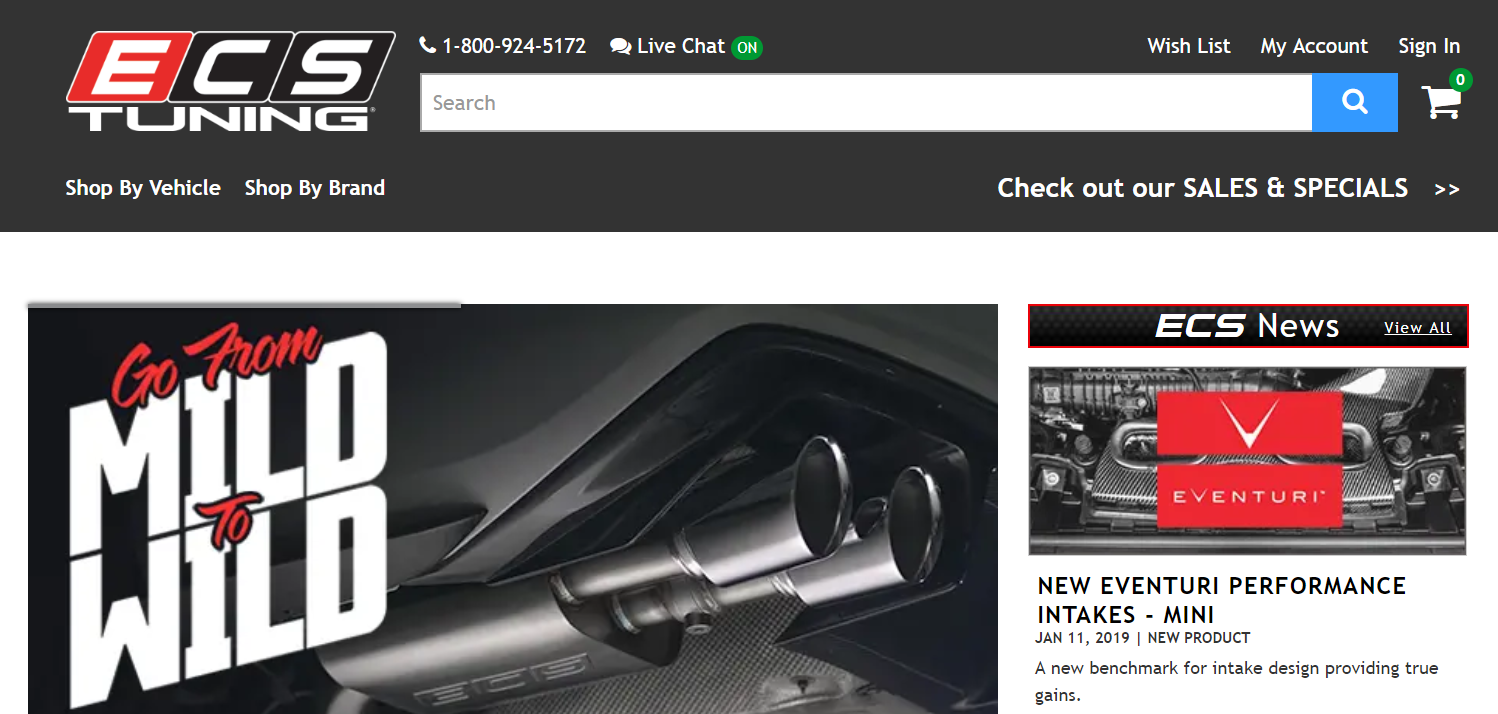 ECS
TUNING
1-800-924-5172 Live Chat ON
Wish List My Account Sign In
Search
0
Shop By Vehicle Shop By Brand
Check out our SALES & SPECIALS >>
Go From
MILD
To
WILD
ECS
ECS News View All
EVENTURI
NEW EVENTURI PERFORMANCE
INTAKES - MINI
JAN 11, 2019 | NEW PRODUCT
A new benchmark for intake design providing true
gains.